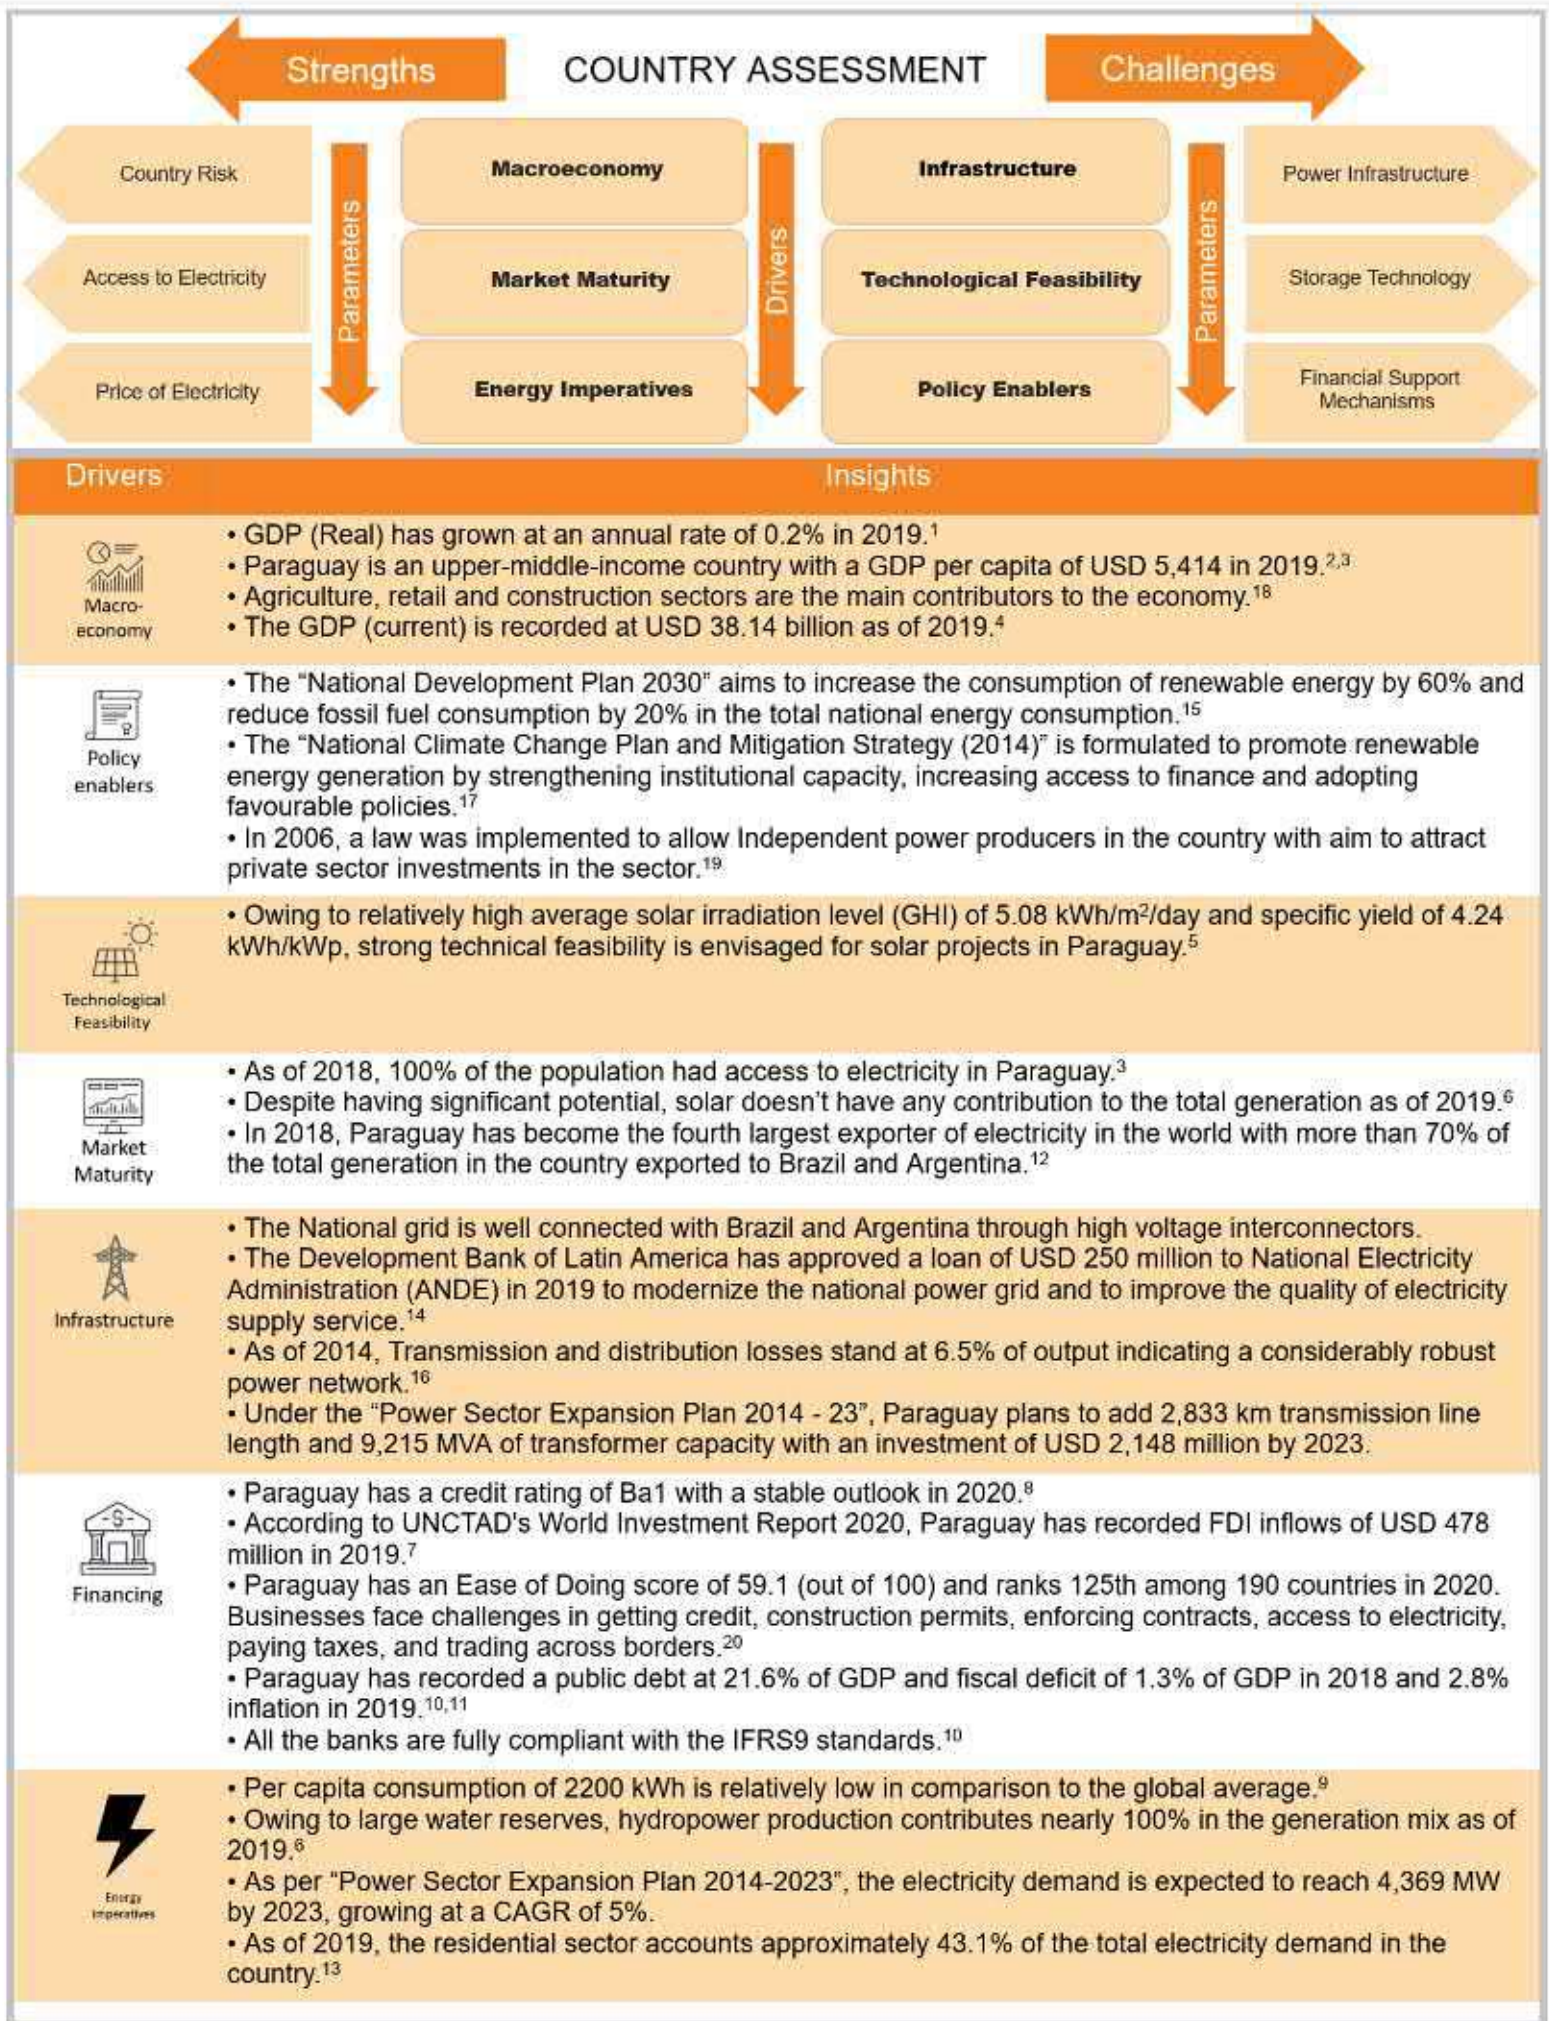 Strengths
COUNTRY ASSESSMENT
Challenges
Country Risk
Access to Electricity
Price of Electricity
Parameters
Macroeconomy
Market Maturity
Energy Imperatives
Drivers
Infrastructure
Technological Feasibility
Policy Enablers
Parameters
Power Infrastructure
Storage Technology
Financial Support
Mechanisms
Drivers
Insights
Macro-
economy
• GDP (Real) has grown at an annual rate of 0.2% in 2019.¹
• Paraguay is an upper-middle-income country with a GDP per capita of USD 5,414 in 2019.²,³
• Agriculture, retail and construction sectors are the main contributors to the economy.¹⁸
• The GDP (current) is recorded at USD 38.14 billion as of 2019.⁴
Policy
enablers
• The “National Development Plan 2030” aims to increase the consumption of renewable energy by 60% and
reduce fossil fuel consumption by 20% in the total national energy consumption.¹⁵
• The “National Climate Change Plan and Mitigation Strategy (2014)” is formulated to promote renewable
energy generation by strengthening institutional capacity, increasing access to finance and adopting
favourable policies.¹⁷
• In 2006, a law was implemented to allow Independent power producers in the country with aim to attract
private sector investments in the sector.¹⁹
Technological
Feasibility
• Owing to relatively high average solar irradiation level (GHI) of 5.08 kWh/m²/day and specific yield of 4.24
kWh/kWp, strong technical feasibility is envisaged for solar projects in Paraguay.⁵
Market
Maturity
• As of 2018, 100% of the population had access to electricity in Paraguay.³
• Despite having significant potential, solar doesn’t have any contribution to the total generation as of 2019.⁶
• In 2018, Paraguay has become the fourth largest exporter of electricity in the world with more than 70% of
the total generation in the country exported to Brazil and Argentina.¹²
Infrastructure
• The National grid is well connected with Brazil and Argentina through high voltage interconnectors.
• The Development Bank of Latin America has approved a loan of USD 250 million to National Electricity
Administration (ANDE) in 2019 to modernize the national power grid and to improve the quality of electricity
supply service.¹⁴
• As of 2014, Transmission and distribution losses stand at 6.5% of output indicating a considerably robust
power network.¹⁶
• Under the “Power Sector Expansion Plan 2014 - 23”, Paraguay plans to add 2,833 km transmission line
length and 9,215 MVA of transformer capacity with an investment of USD 2,148 million by 2023.
-$-
Financing
• Paraguay has a credit rating of Ba1 with a stable outlook in 2020.⁸
• According to UNCTAD's World Investment Report 2020, Paraguay has recorded FDI inflows of USD 478
million in 2019.⁷
• Paraguay has an Ease of Doing score of 59.1 (out of 100) and ranks 125th among 190 countries in 2020.
Businesses face challenges in getting credit, construction permits, enforcing contracts, access to electricity,
paying taxes, and trading across borders.²⁰
• Paraguay has recorded a public debt at 21.6% of GDP and fiscal deficit of 1.3% of GDP in 2018 and 2.8%
inflation in 2019.¹⁰,¹¹
• All the banks are fully compliant with the IFRS9 standards.¹⁰
Energy
Imperatives
• Per capita consumption of 2200 kWh is relatively low in comparison to the global average.⁹
• Owing to large water reserves, hydropower production contributes nearly 100% in the generation mix as of
2019.⁶
• As per “Power Sector Expansion Plan 2014-2023”, the electricity demand is expected to reach 4,369 MW
by 2023, growing at a CAGR of 5%.
• As of 2019, the residential sector accounts approximately 43.1% of the total electricity demand in the
country.¹³